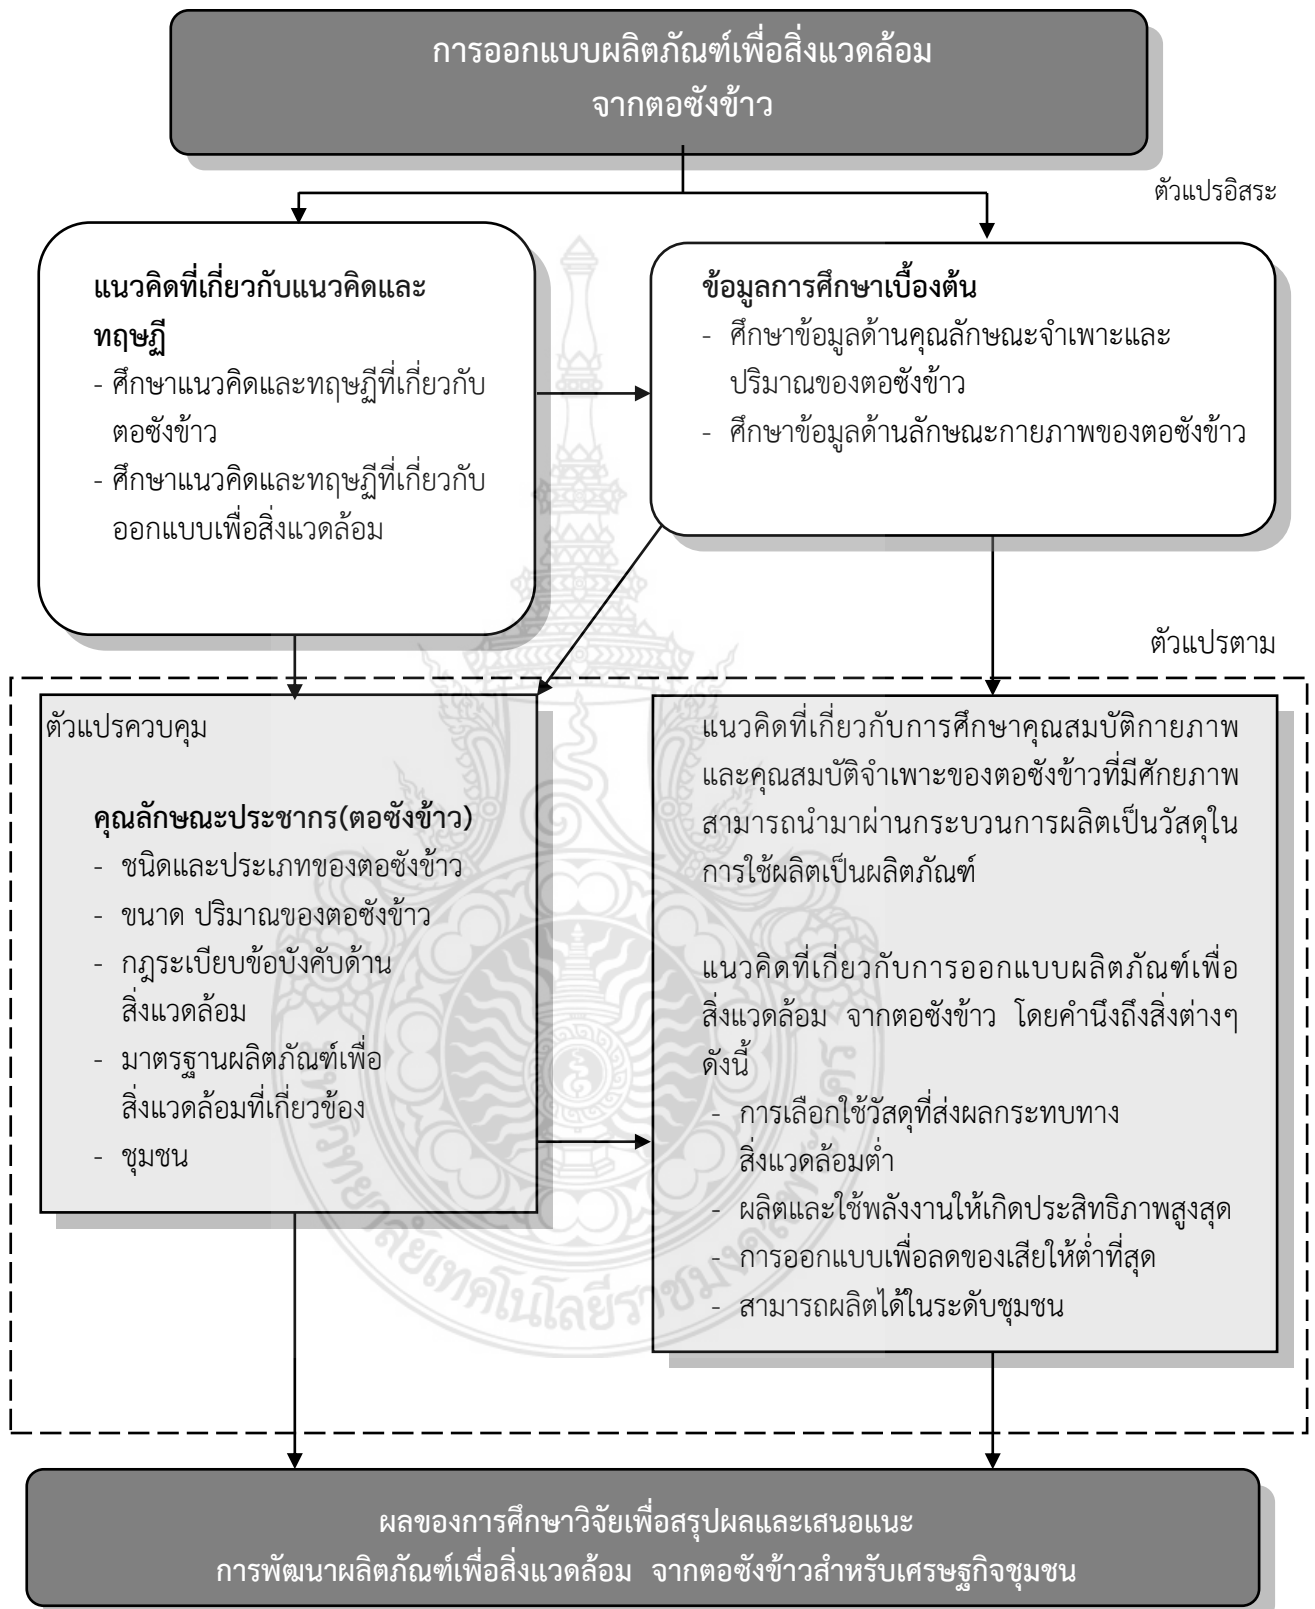 การออกแบบผลิตภัณฑ์เพื่อสิ่งแวดล้อม
จากตอซังข้าว
ตัวแปรอิสระ
แนวคิดที่เกี่ยวกับแนวคิดและ
ทฤษฎี
- ศึกษาแนวคิดและทฤษฎีที่เกี่ยวกับ
ตอซังข้าว
- ศึกษาแนวคิดและทฤษฎีที่เกี่ยวกับ
ออกแบบเพื่อสิ่งแวดล้อม
ข้อมูลการศึกษาเบื้องต้น
- ศึกษาข้อมูลด้านคุณลักษณะจำเพาะและ
ปริมาณของตอซังข้าว
- ศึกษาข้อมูลด้านลักษณะกายภาพของตอซังข้าว
ตัวแปรตาม
ตัวแปรควบคุม
คุณลักษณะประชากร(ตอซังข้าว)
- ชนิดและประเภทของตอซังข้าว
- ขนาด ปริมาณของตอซังข้าว
- กฎระเบียบข้อบังคับด้าน
สิ่งแวดล้อม
- มาตรฐานผลิตภัณฑ์เพื่อ
สิ่งแวดล้อมที่เกี่ยวข้อง
- ชุมชน
แนวคิดที่เกี่ยวกับการศึกษาคุณสมบัติกายภาพ
และคุณสมบัติจำเพาะของตอซังข้าวที่มีศักยภาพ
สามารถนำมาผ่านกระบวนการผลิตเป็นวัสดุใน
การใช้ผลิตเป็นผลิตภัณฑ์
แนวคิดที่เกี่ยวกับการออกแบบผลิตภัณฑ์เพื่อ
สิ่งแวดล้อม จากตอซังข้าว โดยคำนึงถึงสิ่งต่างๆ
ดังนี้
- การเลือกใช้วัสดุที่ส่งผลกระทบทาง
สิ่งแวดล้อมต่ำ
- ผลิตและใช้พลังงานให้เกิดประสิทธิภาพสูงสุด
- การออกแบบเพื่อลดของเสียให้ต่ำที่สุด
- สามารถผลิตได้ในระดับชุมชน
ผลของการศึกษาวิจัยเพื่อสรุปผลและเสนอแนะ
การพัฒนาผลิตภัณฑ์เพื่อสิ่งแวดล้อม จากตอซังข้าวสำหรับเศรษฐกิจชุมชน